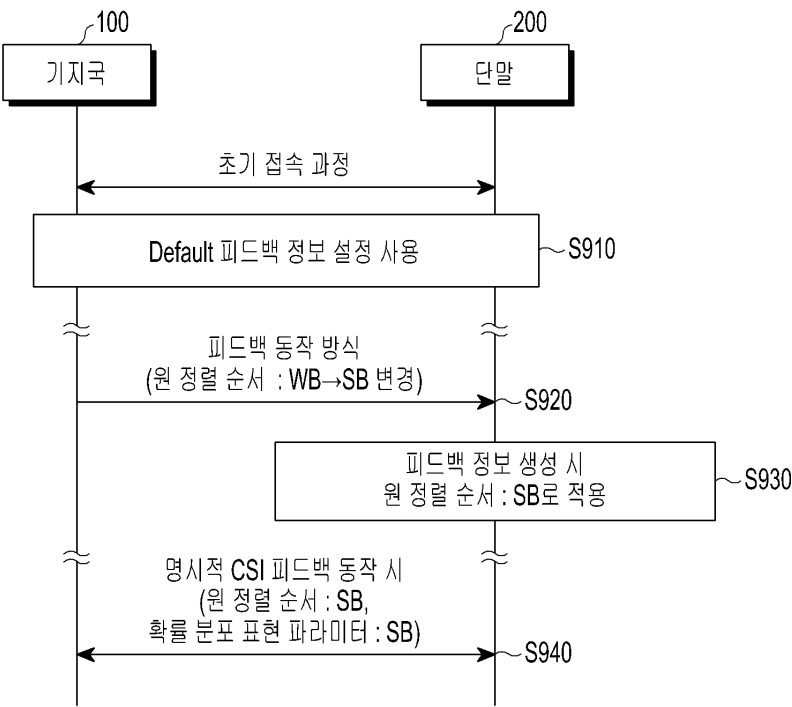 100
200
기지국
단말
초기 접속 과정
Default 피드백 정보 설정 사용
S910
피드백 동작 방식
(원 정렬 순서 : WB→SB 변경)
S920
피드백 정보 생성 시
원 정렬 순서 : SB로 적용
S930
명시적 CSI 피드백 동작 시
(원 정렬 순서 : SB,
확률 분포 표현 파라미터 : SB)
S940